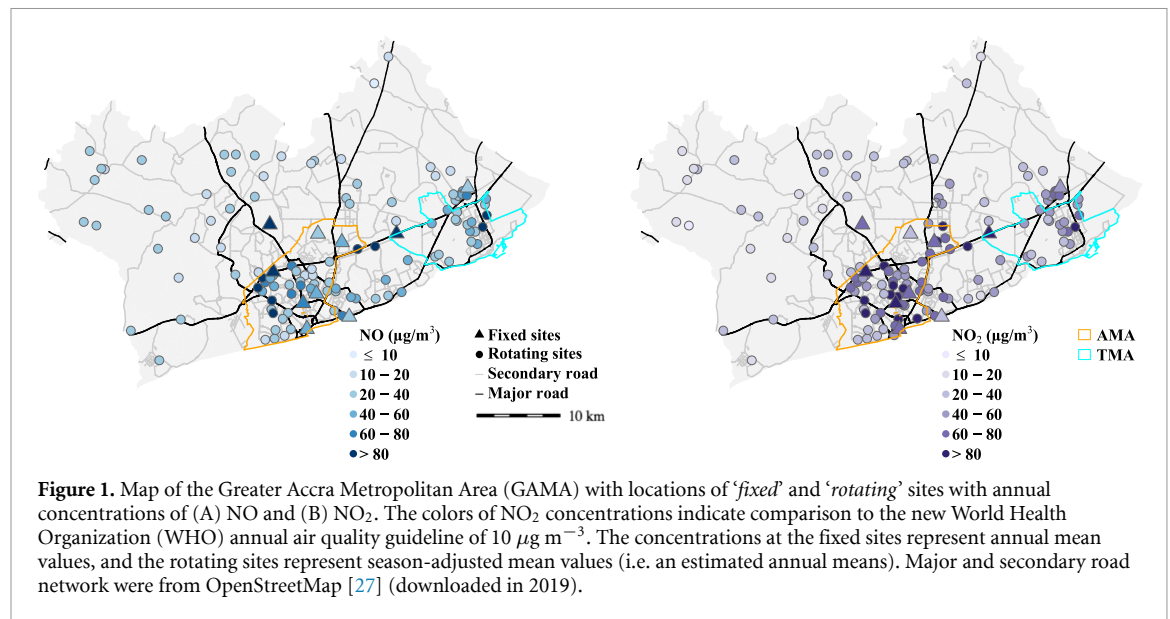 NO (μg/m³)
≤ 10
10 – 20
20 – 40
40 – 60
60 – 80
> 80
Fixed sites
Rotating sites
Secondary road
Major road
10 km
NO₂ (μg/m³)
≤ 10
10 – 20
20 – 40
40 – 60
60 – 80
> 80
AMA
TMA
Figure 1. Map of the Greater Accra Metropolitan Area (GAMA) with locations of ‘fixed’ and ‘rotating’ sites with annual
concentrations of (A) NO and (B) NO₂. The colors of NO₂ concentrations indicate comparison to the new World Health
Organization (WHO) annual air quality guideline of 10 μg m⁻³. The concentrations at the fixed sites represent annual mean
values, and the rotating sites represent season-adjusted mean values (i.e. an estimated annual means). Major and secondary road
network were from OpenStreetMap [27] (downloaded in 2019).